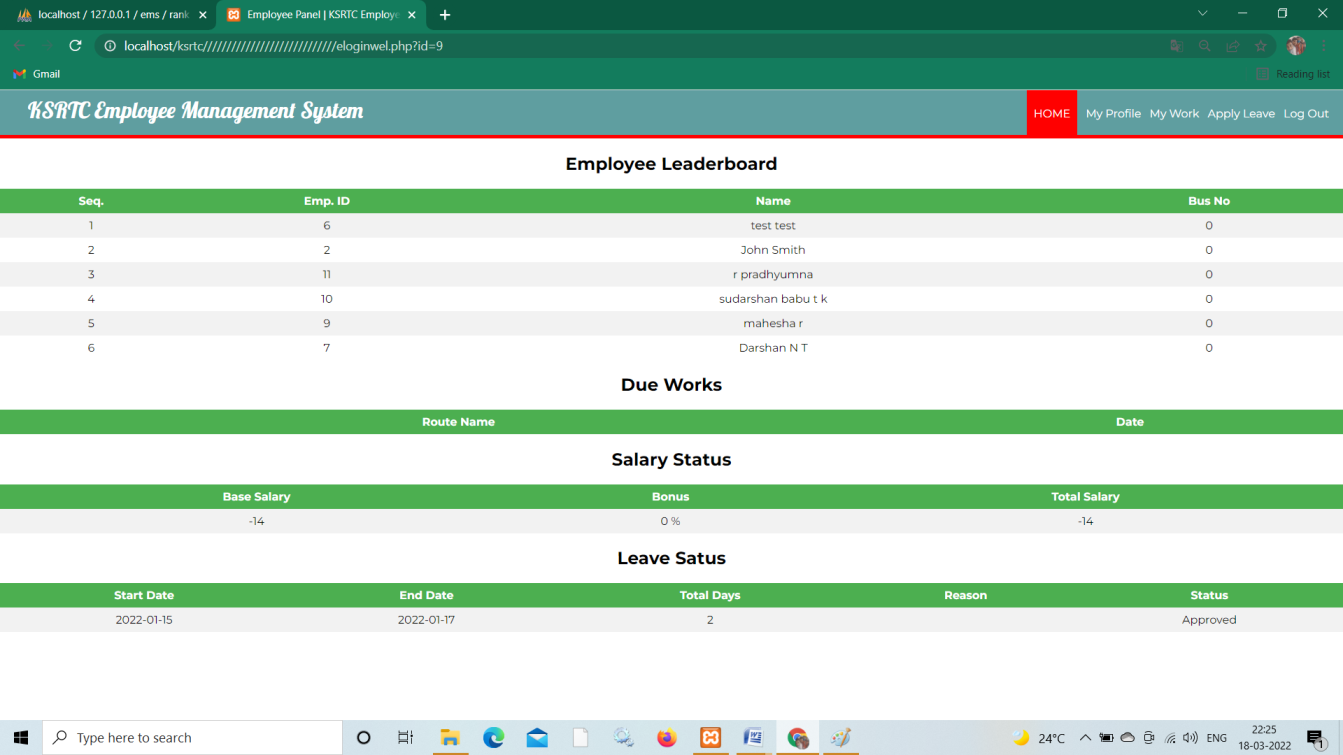 localhost / 127.0.0.1 / ems / rank
Employee Panel | KSRTC Employe
localhost/ksrtc////////////////////////////eloginwel.php?id=9
Gmail
Reading list
KSRTC Employee Management System
HOME My Profile My Work Apply Leave Log Out
Employee Leaderboard
Seq. Emp. ID Name Bus No
1 6 test test 0
2 2 John Smith 0
3 11 r pradhyumna 0
4 10 sudarshan babu t k 0
5 9 mahesha r 0
6 7 Darshan N T 0
Due Works
Route Name Date
Salary Status
Base Salary Bonus Total Salary
-14 0 % -14
Leave Satus
Start Date End Date Total Days Reason Status
2022-01-15 2022-01-17 2 Approved
Type here to search
24°C ENG
22:25
18-03-2022